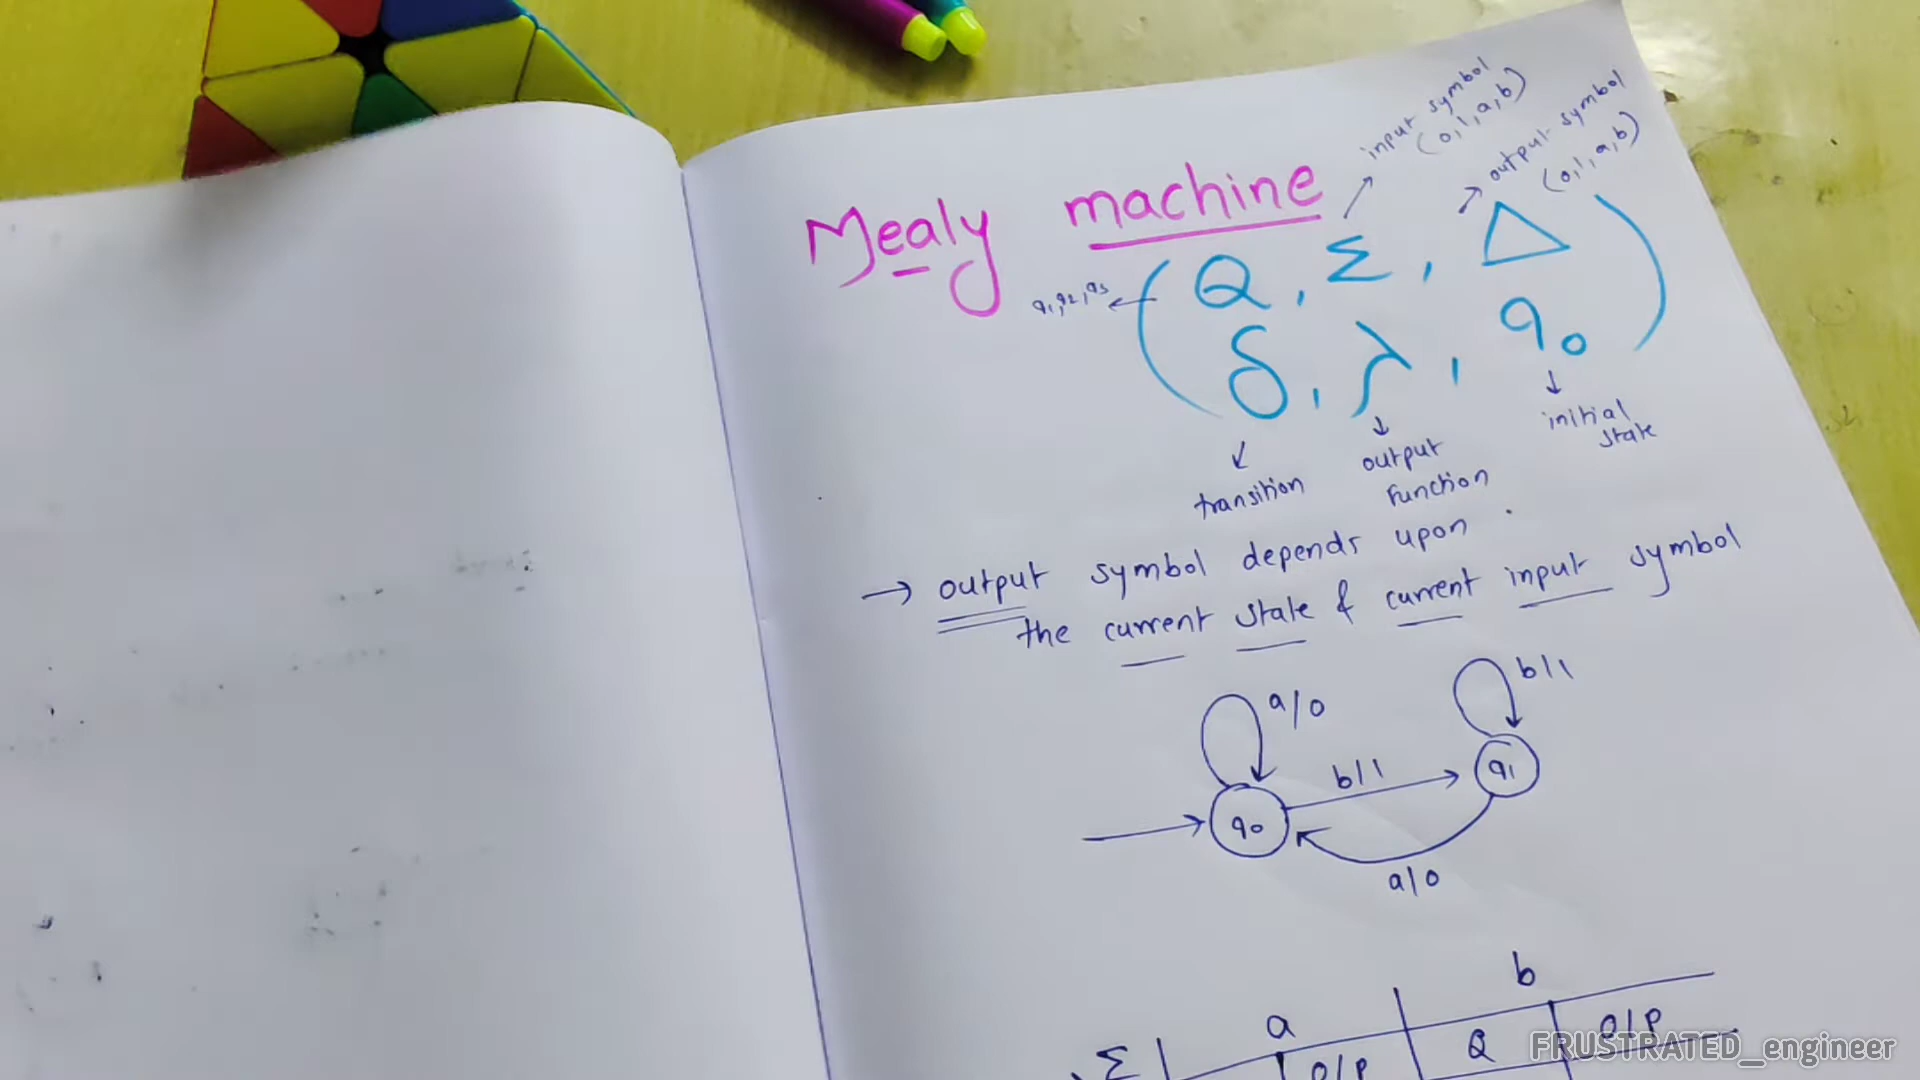 input symbol
(0,1,a,b)
output symbol
(0,1,a,b)
Mealy machine
q1,q2,q3 ← (Q, Σ, Δ
δ, λ, q0)
transition
output
function
initial
state
→ output symbol depends upon
the current state & current input symbol
a/0
b/1
b/1
q0
q1
a/0
a
b
Σ
O/P
Q
O/P
FRUSTRATED_engineer